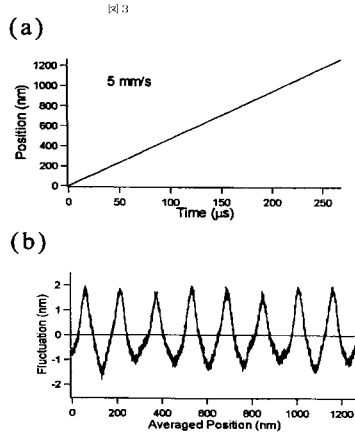 図3
(a)
1200
1000
800
600
400
200
0
Position (nm)
5 mm/s
0 50 100 150 200 250
Time (μs)
(b)
2
1
0
-1
-2
Fluctuation (nm)
0 200 400 600 800 1000 1200
Averaged Position (nm)